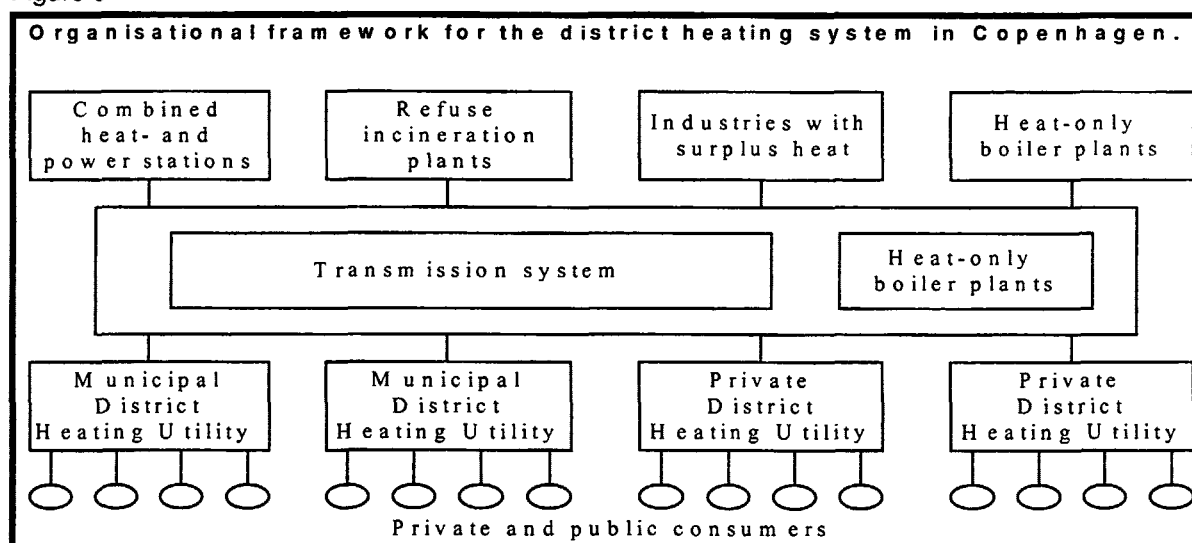 Organisational framework for the district heating system in Copenhagen.
Combined
heat- and
power stations
Refuse
incineration
plants
Industries with
surplus heat
Heat-only
boiler plants
Transmission system
Heat-only
boiler plants
Municipal
District
Heating Utility
Municipal
District
Heating Utility
Private
District
Heating Utility
Private
District
Heating Utility
Private and public consumers